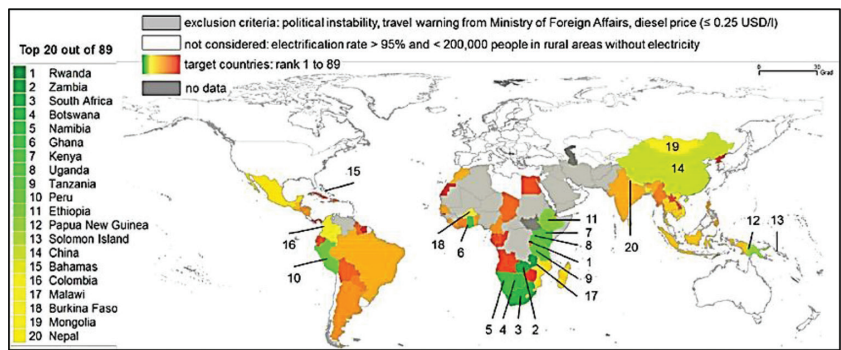 exclusion criteria: political instability, travel warning from Ministry of Foreign Affairs, diesel price (≤ 0.25 USD/l)
not considered: electrification rate > 95% and < 200,000 people in rural areas without electricity
target countries: rank 1 to 89
no data
Top 20 out of 89
1 Rwanda
2 Zambia
3 South Africa
4 Botswana
5 Namibia
6 Ghana
7 Kenya
8 Uganda
9 Tanzania
10 Peru
11 Ethiopia
12 Papua New Guinea
13 Solomon Island
14 China
15 Bahamas
16 Colombia
17 Malawi
18 Burkina Faso
19 Mongolia
20 Nepal
0 30
Grad
19
15
14
11
12 13
7
16
18
6
8
20
10
1
9
17
5 4 3 2